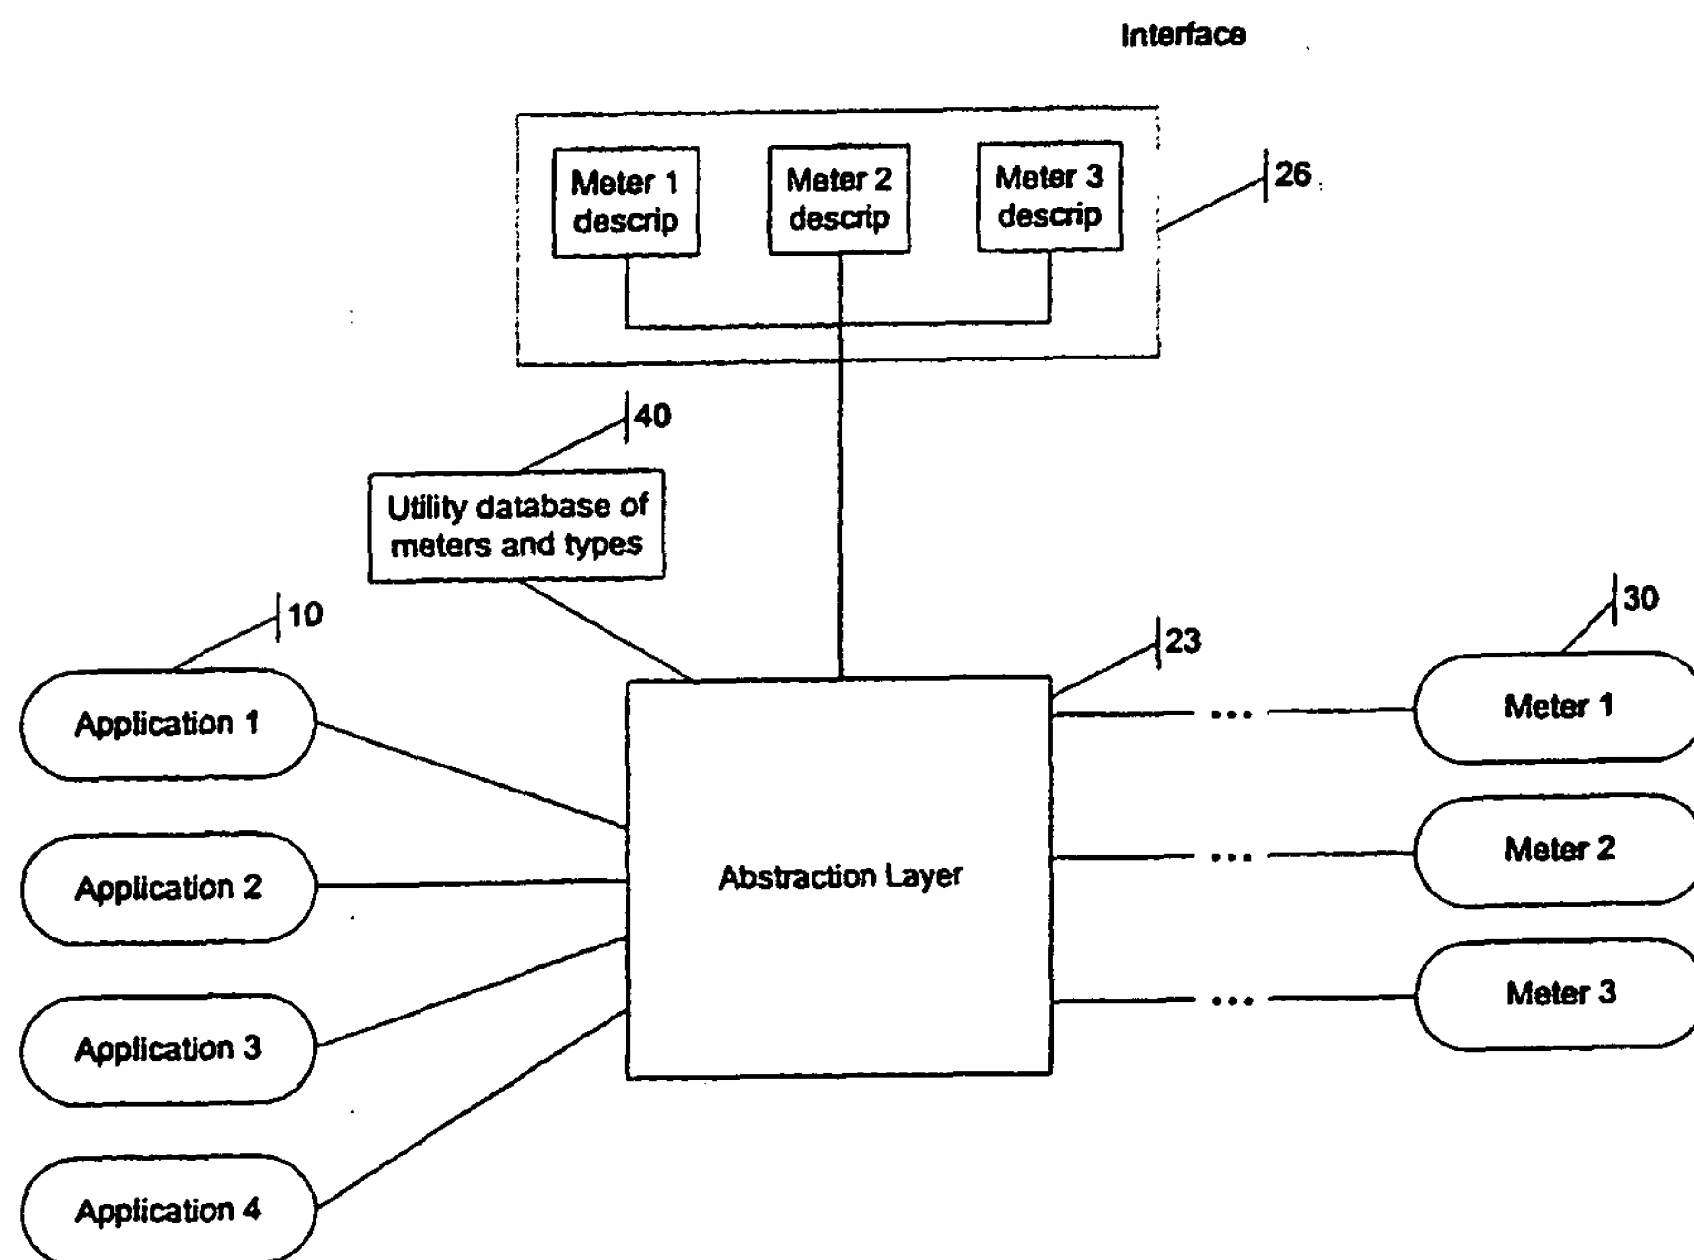 Interface
Meter 1
descrip
Meter 2
descrip
Meter 3
descrip
26
40
Utility database of
meters and types
10
30
23
Application 1
Meter 1
Application 2
Abstraction Layer
Meter 2
Application 3
Meter 3
Application 4